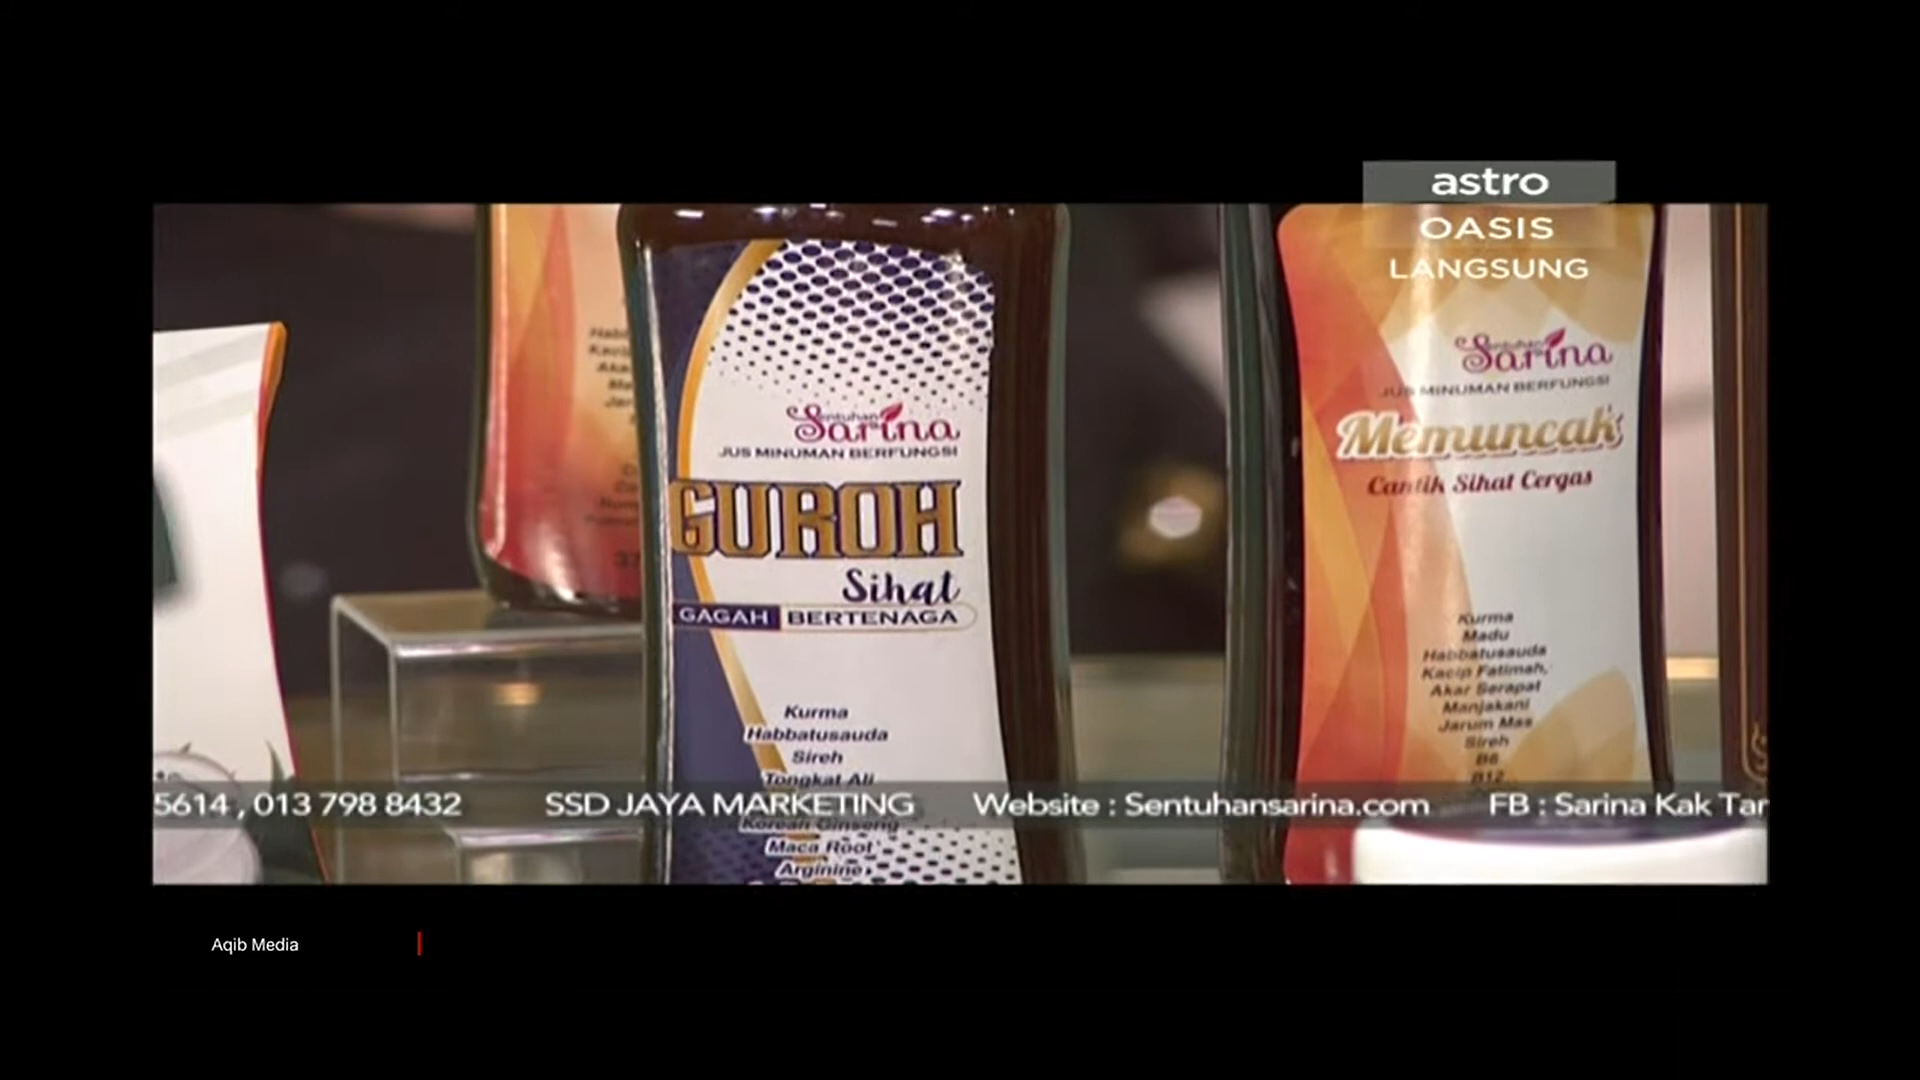 astro
OASIS
LANGSUNG
Sentuhan
Sarina
JUS MINUMAN BERFUNGSI
GUROH
Sihat
GAGAH BERTENAGA
Kurma
Habbatusauda
Sireh
Tongkat Ali
Korean Ginseng
Maca Root
Arginine
Sentuhan
Sarina
JUS MINUMAN BERFUNGSI
Memuncak
Cantik Sihat Cergas
Kurma
Madu
Habbatusauda
Kacip Fatimah,
Akar Serapat
Manjakani
Jarum Mas
Sireh
B6
B12
5614 , 013 798 8432 SSD JAYA MARKETING Website : Sentuhansarina.com FB : Sarina Kak Tar
Aqib Media